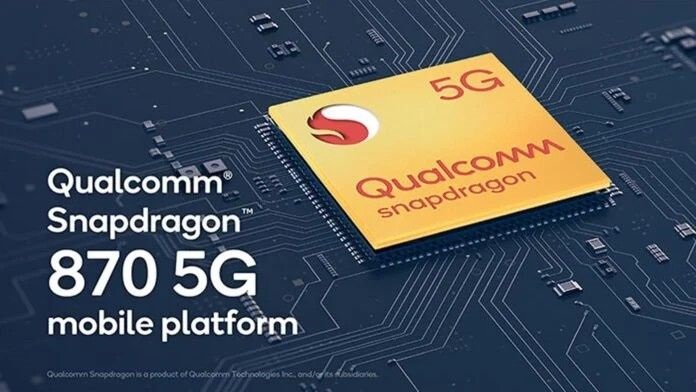 5G
Qualcomm
snapdragon
Qualcomm®
Snapdragon™
870 5G
mobile platform
Qualcomm Snapdragon is a product of Qualcomm Technologies Inc., and/or its subsidiaries.